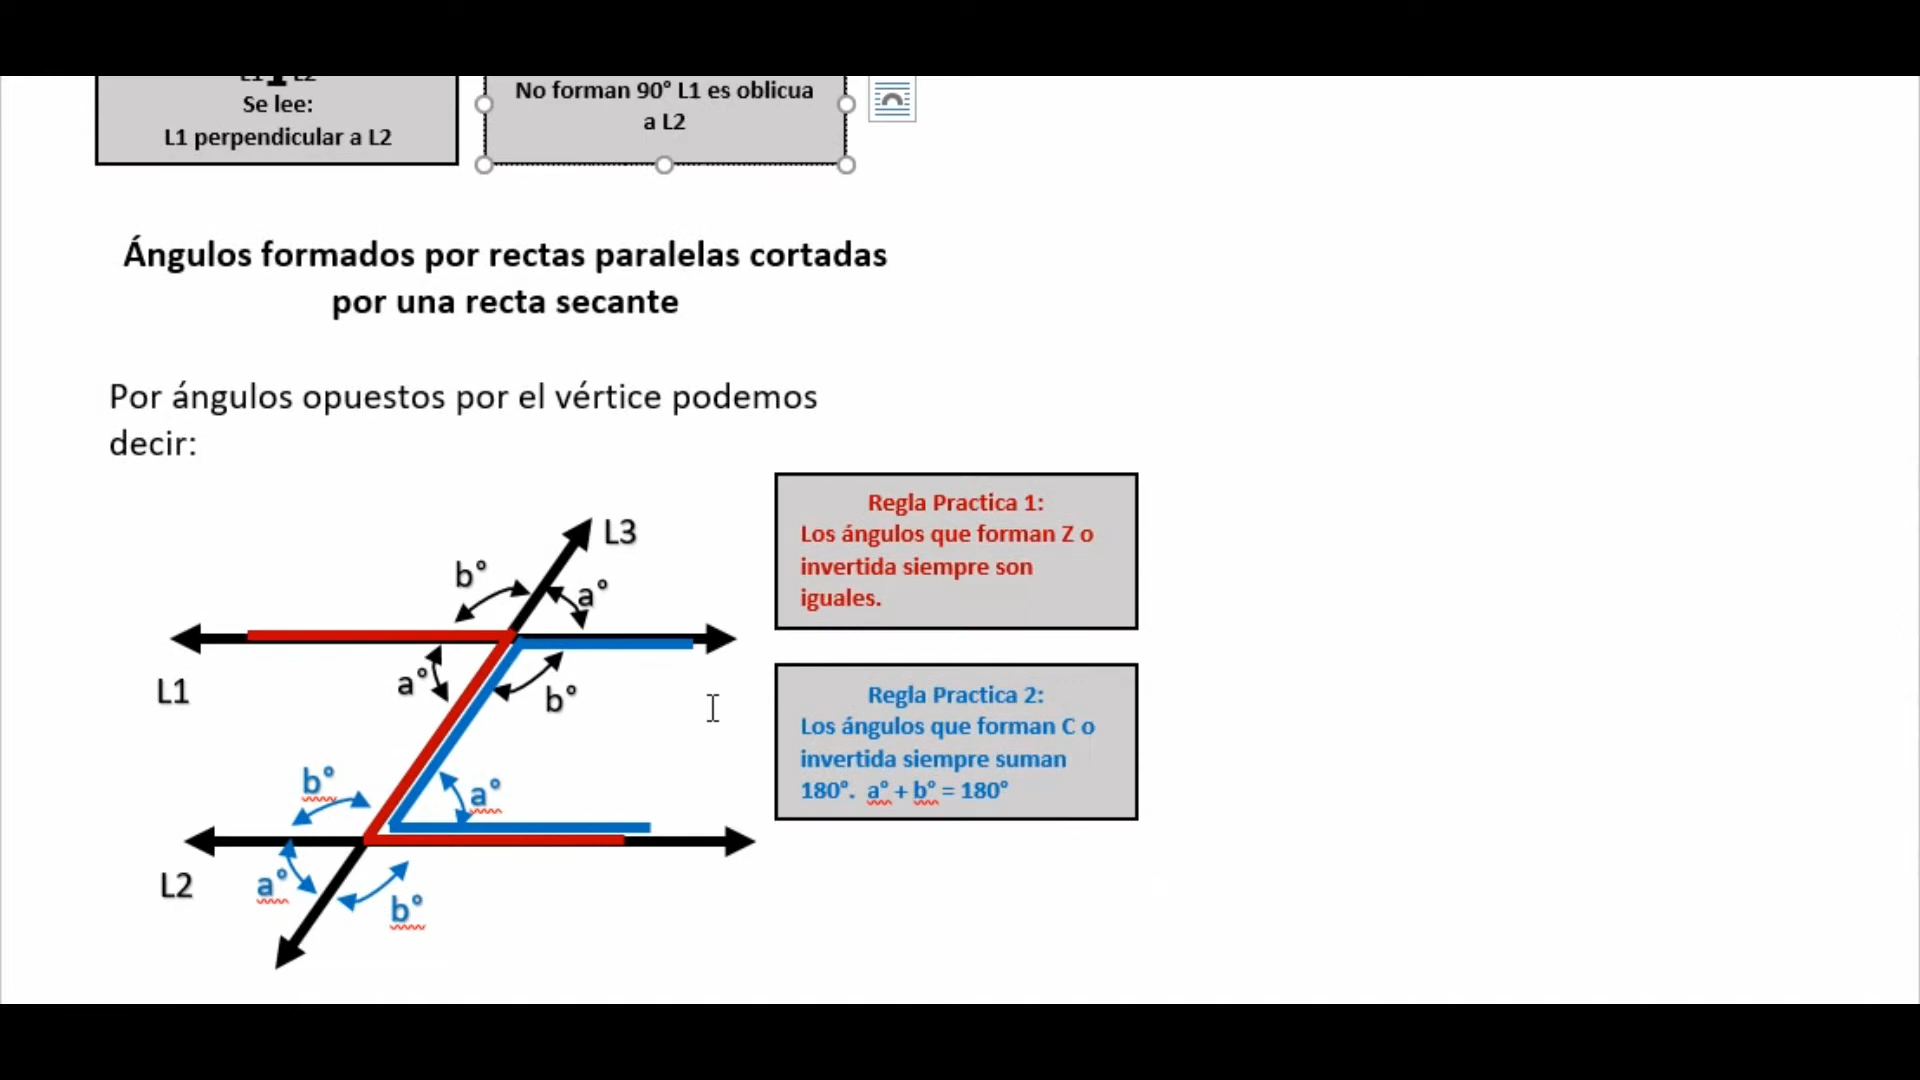 Se lee:
L1 perpendicular a L2
No forman 90° L1 es oblicua
a L2
Ángulos formados por rectas paralelas cortadas
por una recta secante
Por ángulos opuestos por el vértice podemos
decir:
Regla Practica 1:
Los ángulos que forman Z o
invertida siempre son
iguales.
Regla Practica 2:
Los ángulos que forman C o
invertida siempre suman
180°. a° + b° = 180°
L3
b°
a°
a°
b°
L1
b°
a°
L2
a°
b°